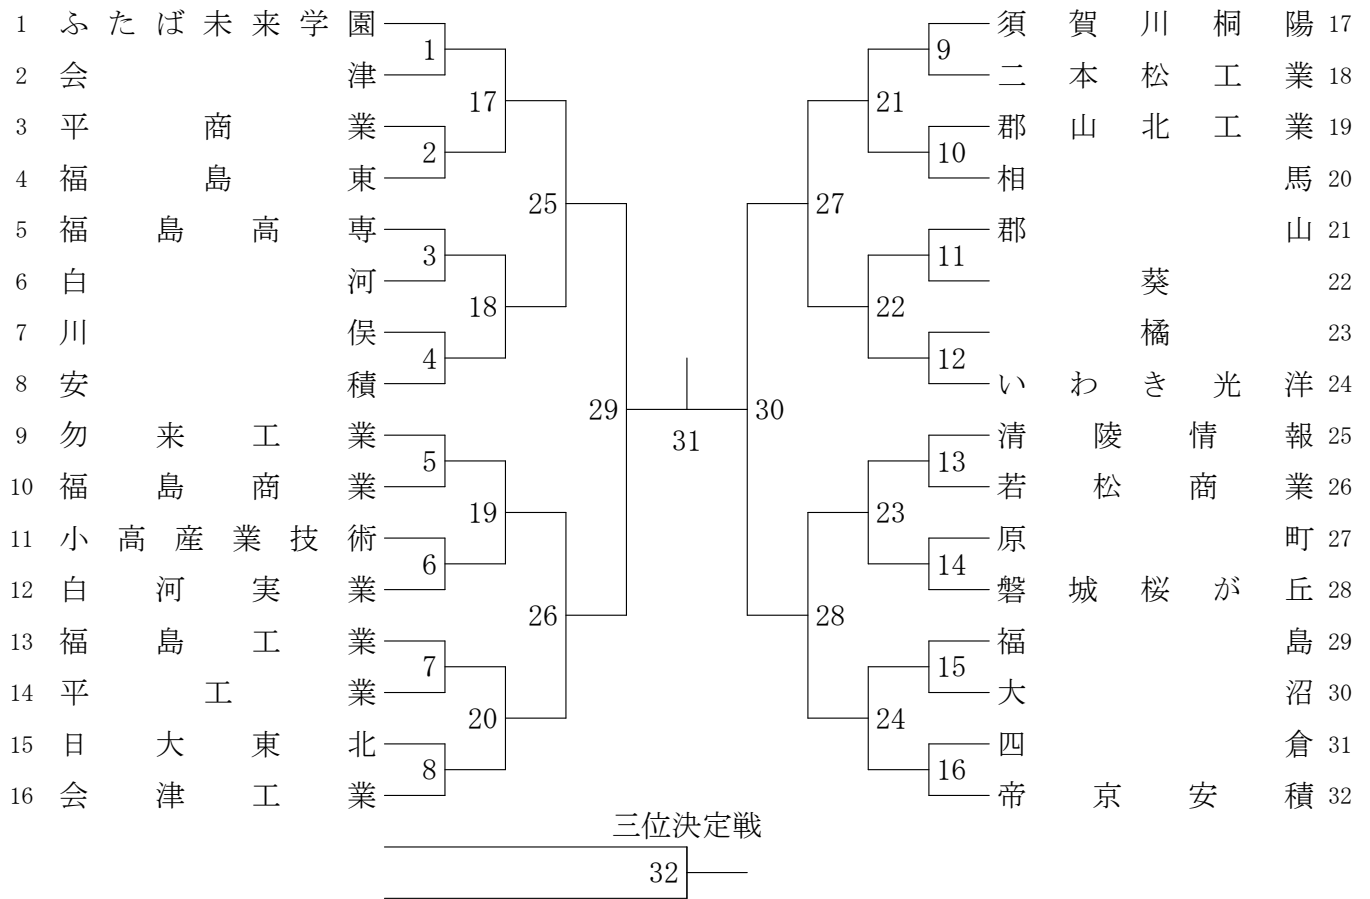 1 ふたば未来学園
2 会津
3 平商業
4 福島東
5 福島高専
6 白河
7 川俣
8 安積
9 勿来工業
10 福島商業
11 小高産業技術
12 白河実業
13 福島工業
14 平工業
15 日大東北
16 会津工業
1
2
3
4
5
6
7
8
17
18
19
20
25
26
29
31
30
27
28
21
22
23
24
9
10
11
12
13
14
15
16
須賀川桐陽 17
二本松工業 18
郡山北工業 19
相馬 20
郡山 21
葵 22
橘 23
いわき光洋 24
清陵情報 25
若松商業 26
原町 27
磐城桜が丘 28
福島 29
大沼 30
四倉 31
帝京安積 32
三位決定戦
32